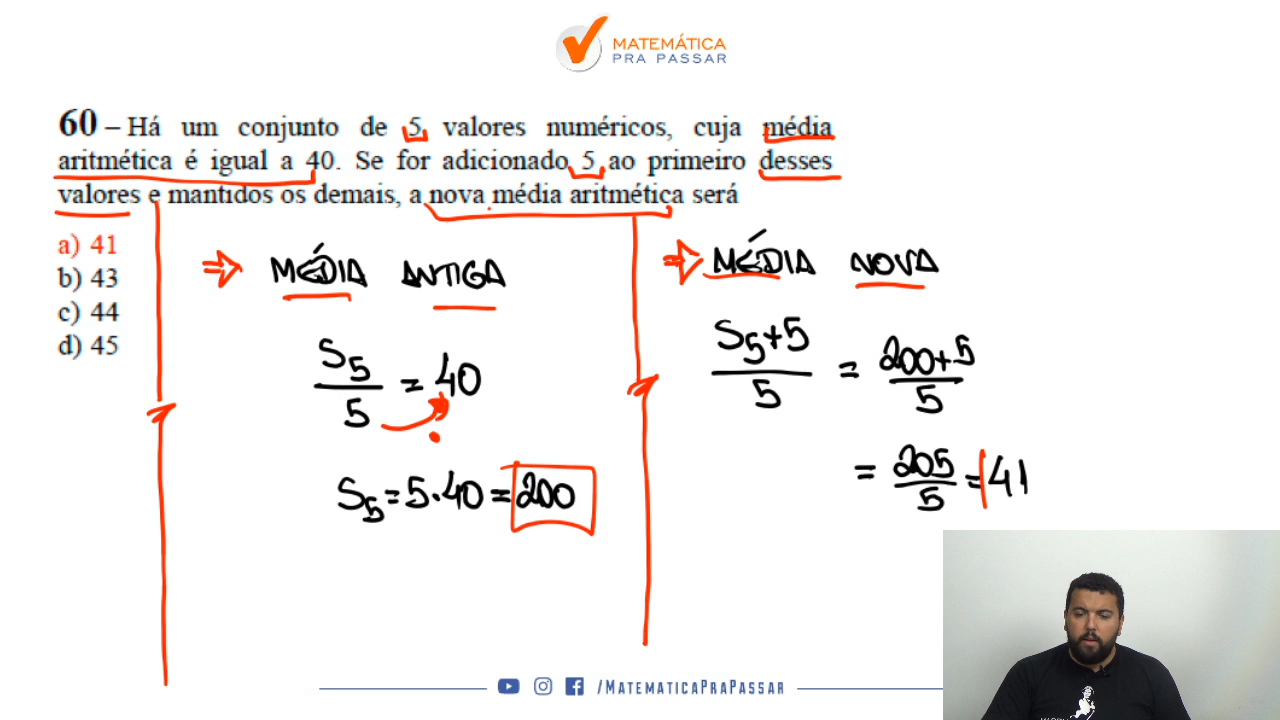 MATEMÁTICA
PRA PASSAR
60 – Há um conjunto de 5 valores numéricos, cuja média
aritmética é igual a 40. Se for adicionado 5 ao primeiro desses
valores e mantidos os demais, a nova média aritmética será
a) 41
b) 43
c) 44
d) 45
⇒ MÉDIA ANTIGA
S₅/5 = 40
S₅ = 5.40 = 200
⇒ MÉDIA NOVA
S₅+5/5 = 200+5/5
= 205/5 = 41
/MATEMATICAPRAPASSAR